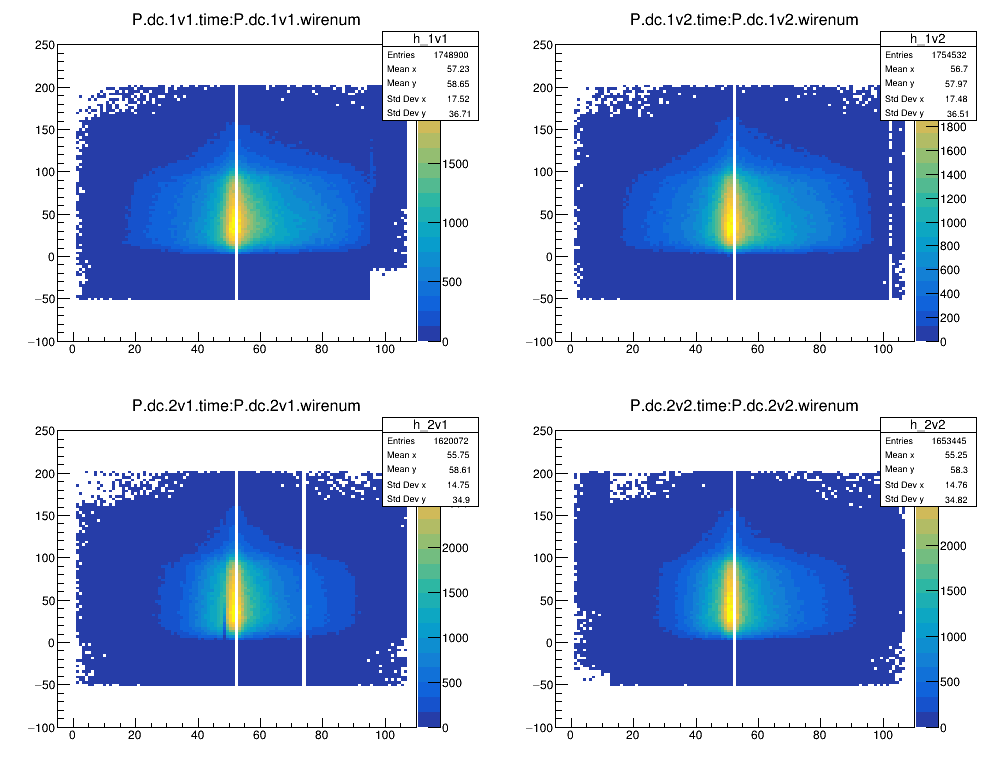 P.dc.1v1.time:P.dc.1v1.wirenum
h_1v1
Entries 1748900
Mean x 57.23
Mean y 58.65
Std Dev x 17.52
Std Dev y 36.71
250
200
150
100
50
0
−50
−100
0 20 40 60 80 100
1500
1000
500
0
P.dc.1v2.time:P.dc.1v2.wirenum
h_1v2
Entries 1754532
Mean x 56.7
Mean y 57.97
Std Dev x 17.48
Std Dev y 36.51
250
200
150
100
50
0
−50
−100
0 20 40 60 80 100
1800
1600
1400
1200
1000
800
600
400
200
0
P.dc.2v1.time:P.dc.2v1.wirenum
h_2v1
Entries 1620072
Mean x 55.75
Mean y 58.61
Std Dev x 14.75
Std Dev y 34.9
250
200
150
100
50
0
−50
−100
0 20 40 60 80 100
2000
1500
1000
500
0
P.dc.2v2.time:P.dc.2v2.wirenum
h_2v2
Entries 1653445
Mean x 55.25
Mean y 58.3
Std Dev x 14.76
Std Dev y 34.82
250
200
150
100
50
0
−50
−100
0 20 40 60 80 100
2000
1500
1000
500
0